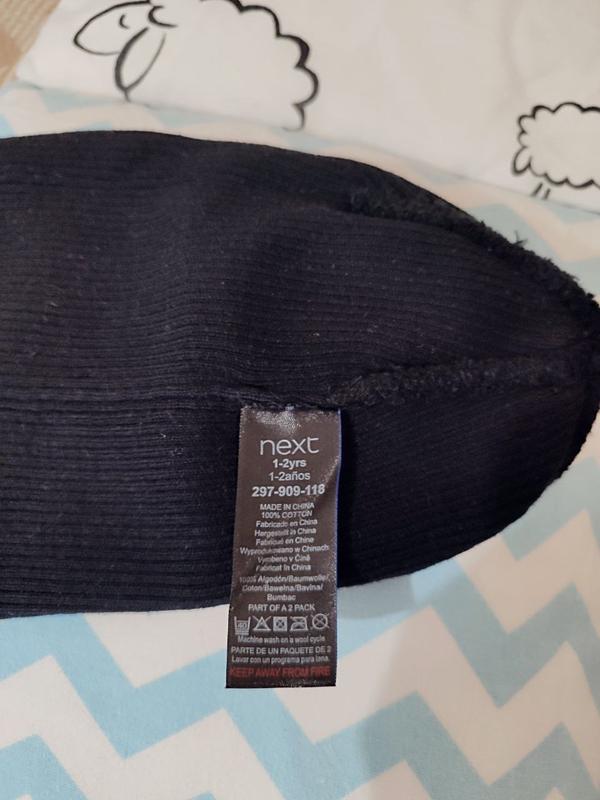 next
1-2yrs
1-2años
297-909-118
MADE IN CHINA
100% COTTON
Fabricado en China
Hergestellt in China
Fabriqué en Chine
Wyprodukowano w Chinach
Vyrobeno v Číně
Fabricat în China
100% Algodón/Baumwolle/
Coton/Bawełna/Bavlna/
Bumbac
PART OF A 2 PACK
40
Machine wash on a wool cycle
PARTE DE UN PAQUETE DE 2
Lavar con un programa para lana.
KEEP AWAY FROM FIRE